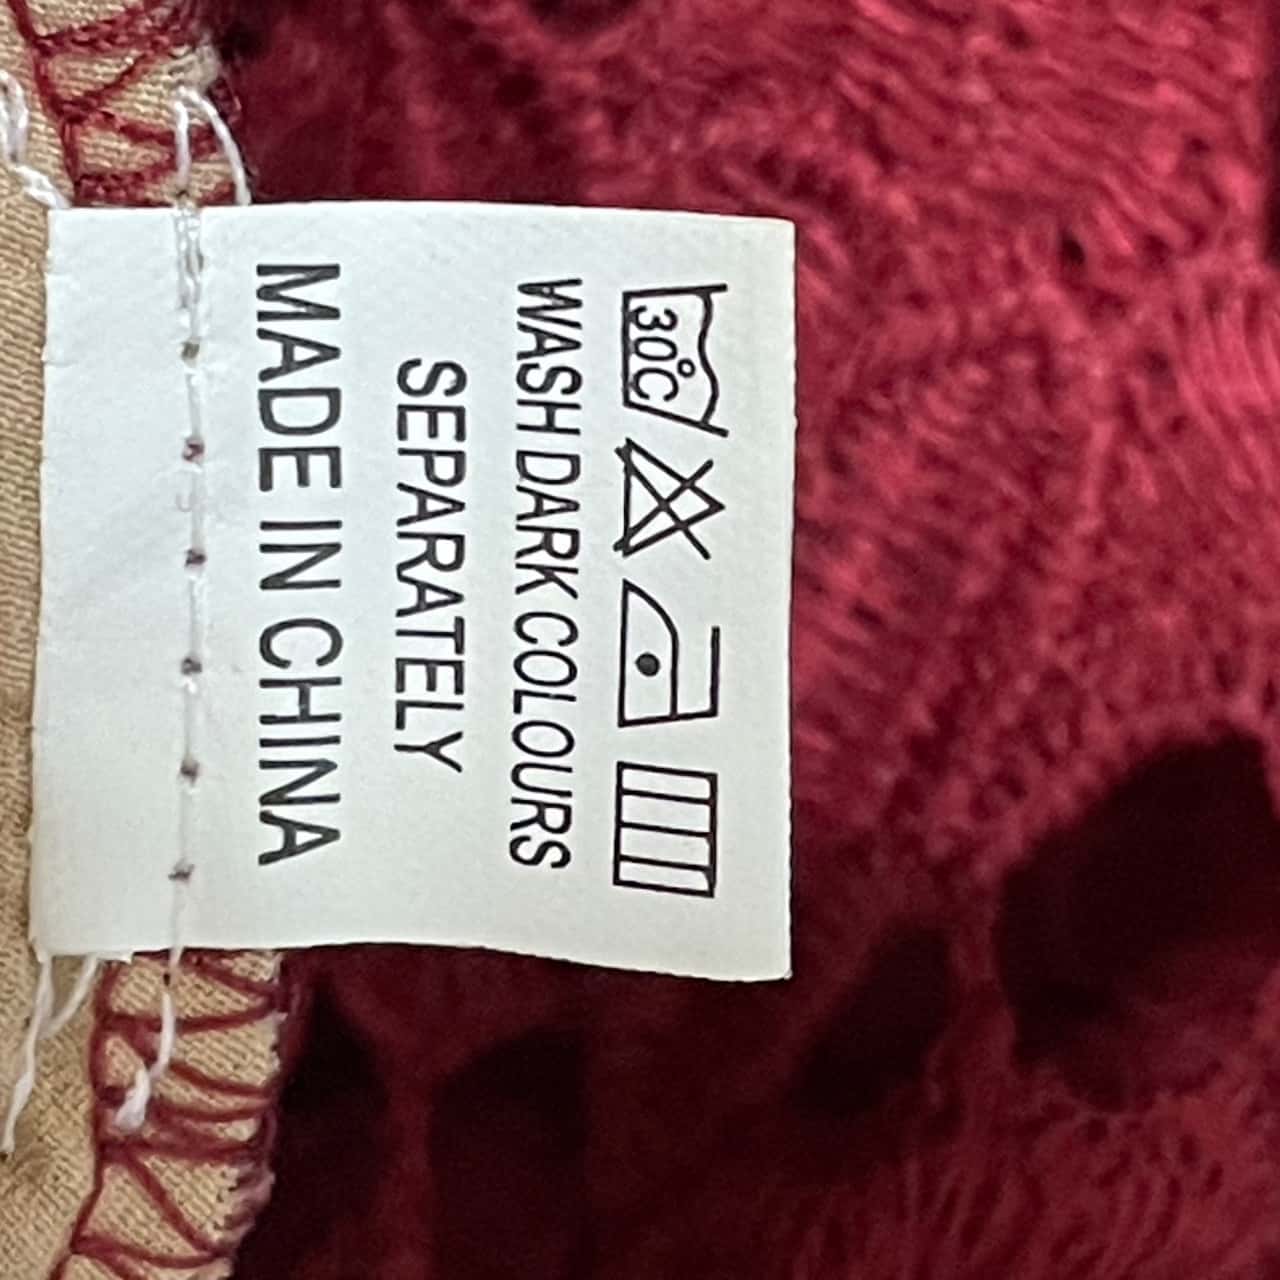 30°C
WASH DARK COLOURS
SEPARATELY
MADE IN CHINA